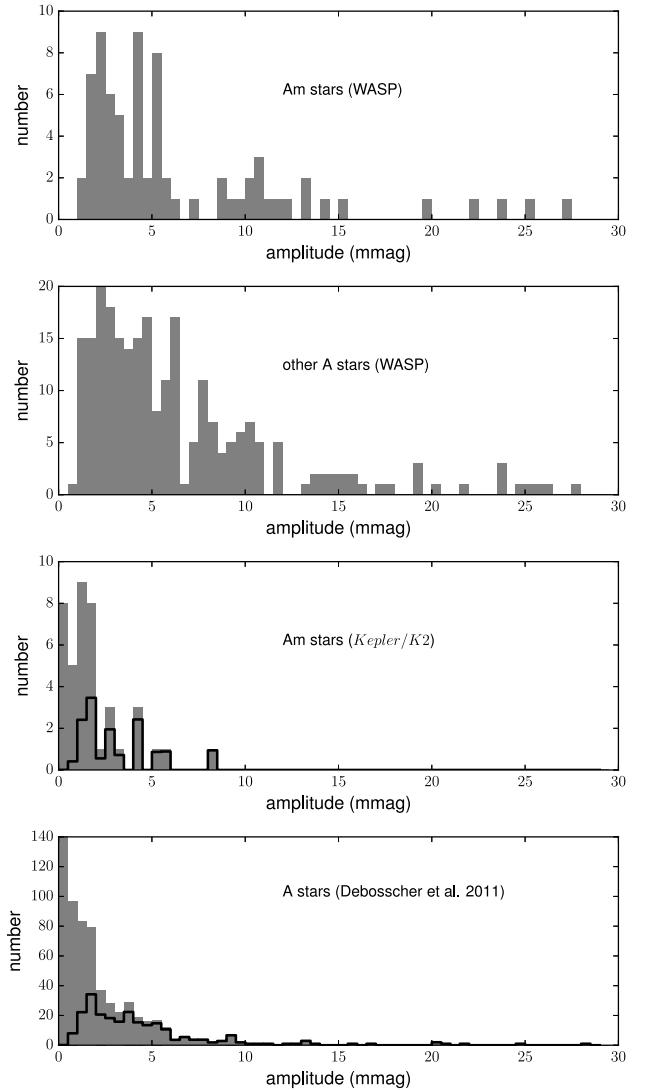 10
8
6
4
2
0
number
Am stars (WASP)
0 5 10 15 20 25 30
amplitude (mmag)
20
15
10
5
0
number
other A stars (WASP)
0 5 10 15 20 25 30
amplitude (mmag)
10
8
6
4
2
0
number
Am stars (Kepler/K2)
0 5 10 15 20 25 30
amplitude (mmag)
140
120
100
80
60
40
20
0
number
A stars (Debosscher et al. 2011)
0 5 10 15 20 25 30
amplitude (mmag)